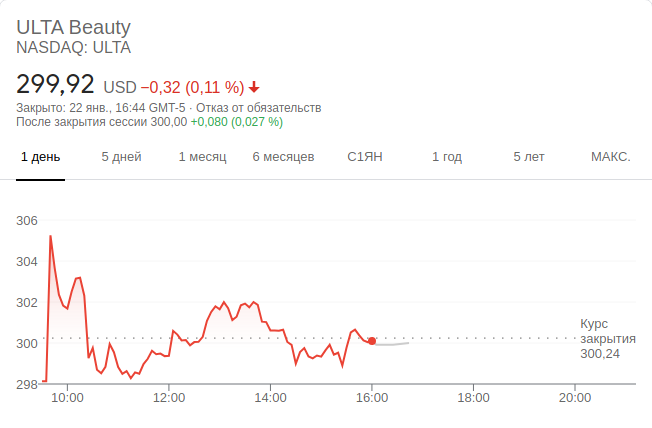 ULTA Beauty
NASDAQ: ULTA
299,92 USD −0,32 (0,11 %)
Закрыто: 22 янв., 16:44 GMT-5 · Отказ от обязательств
После закрытия сессии 300,00 +0,080 (0,027 %)
1 день 5 дней 1 месяц 6 месяцев С1ЯН 1 год 5 лет МАКС.
306
304
302
300
298
Курс
закрытия
300,24
10:00 12:00 14:00 16:00 18:00 20:00